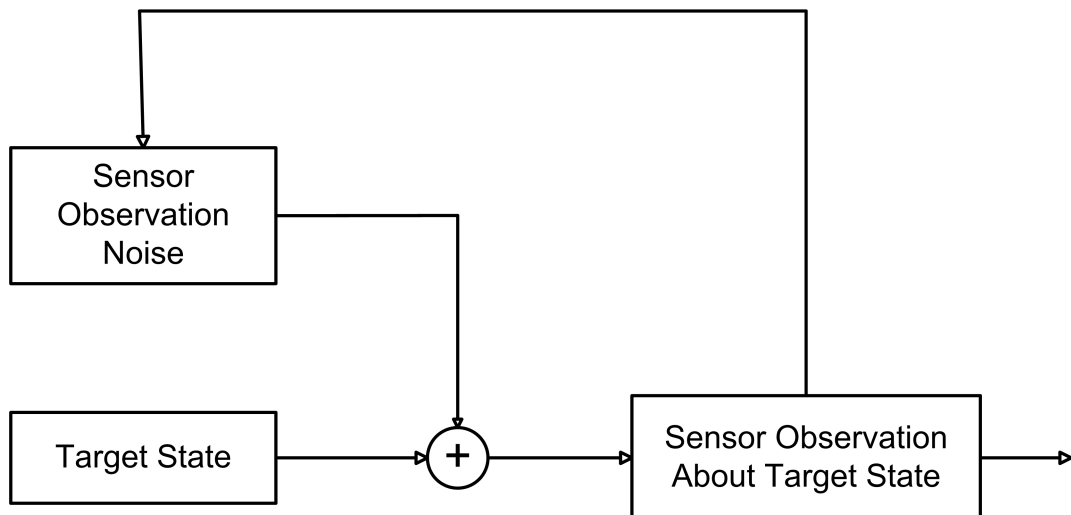 Sensor
Observation
Noise
Target State
+
Sensor Observation
About Target State